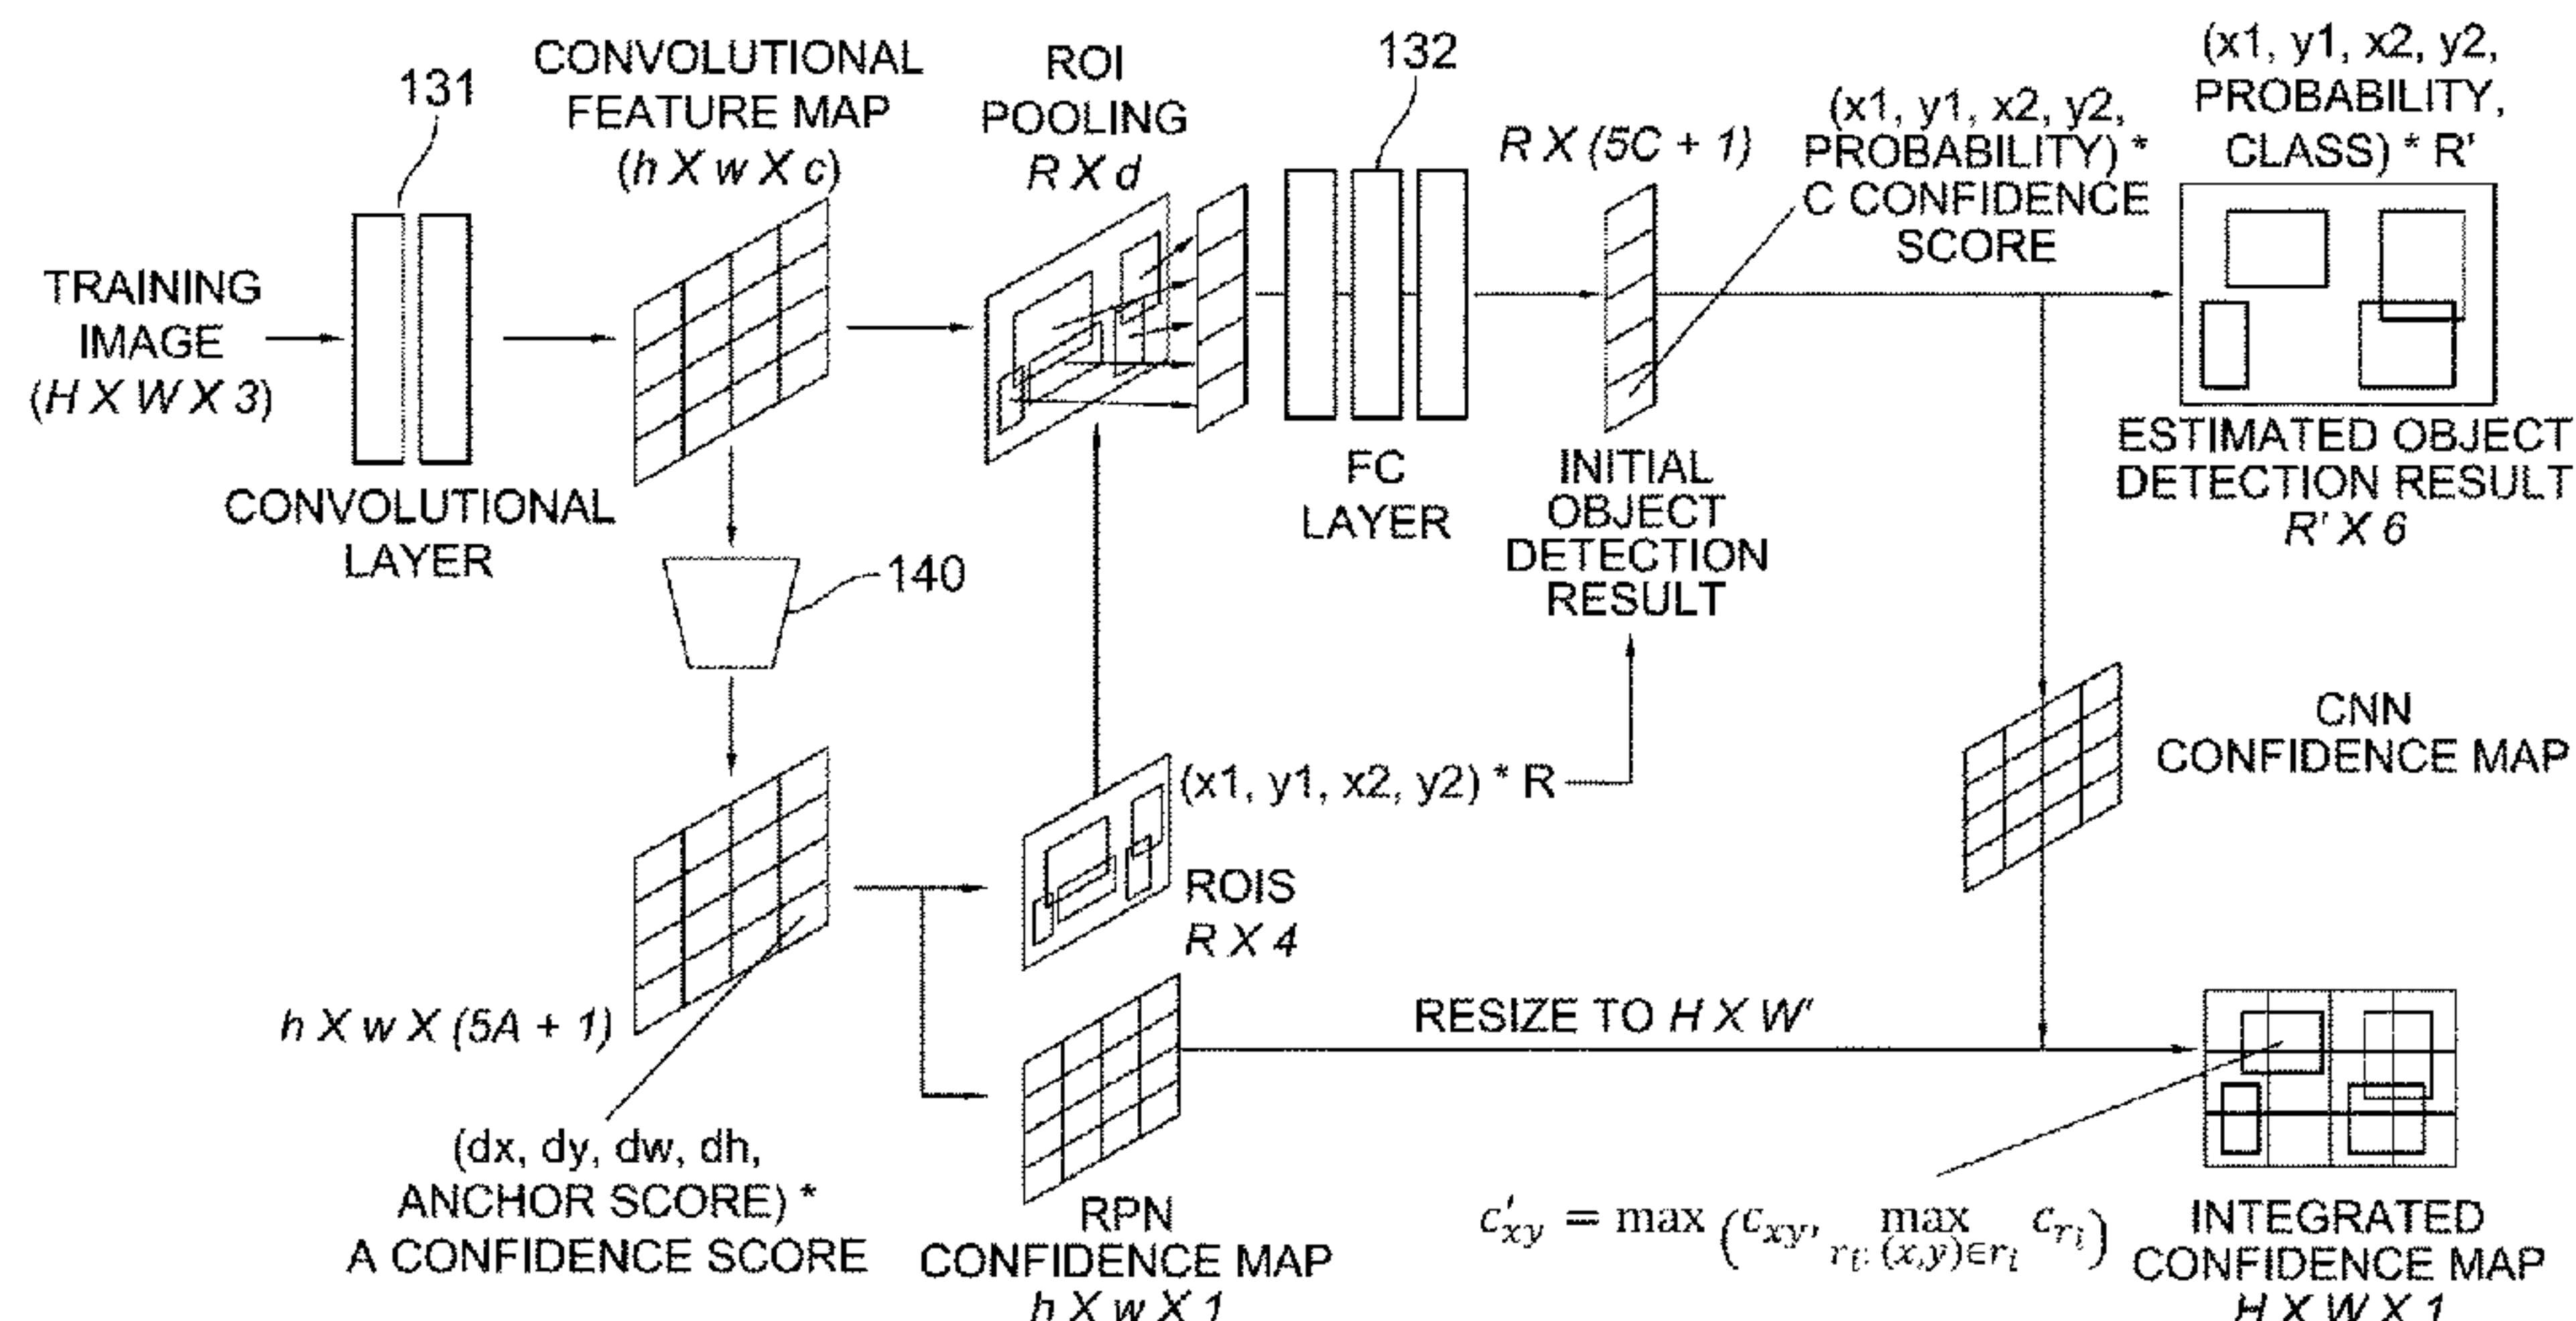 131
CONVOLUTIONAL
FEATURE MAP
(h X w X c)
ROI
POOLING
R X d
132
R X (5C + 1)
(x1, y1, x2, y2,
PROBABILITY) *
C CONFIDENCE
SCORE
(x1, y1, x2, y2,
PROBABILITY,
CLASS) * R'
TRAINING
IMAGE
(H X W X 3)
CONVOLUTIONAL
LAYER
FC
LAYER
INITIAL
OBJECT
DETECTION
RESULT
ESTIMATED OBJECT
DETECTION RESULT
R' X 6
140
(x1, y1, x2, y2) * R
CNN
CONFIDENCE MAP
ROIS
R X 4
h X w X (5A + 1)
RESIZE TO H X W'
(dx, dy, dw, dh,
ANCHOR SCORE) *
A CONFIDENCE SCORE
RPN
CONFIDENCE MAP
h X w X 1
c'xy = max (cxy, max ri: (x,y)∈ri cri)
INTEGRATED
CONFIDENCE MAP
H X W X 1